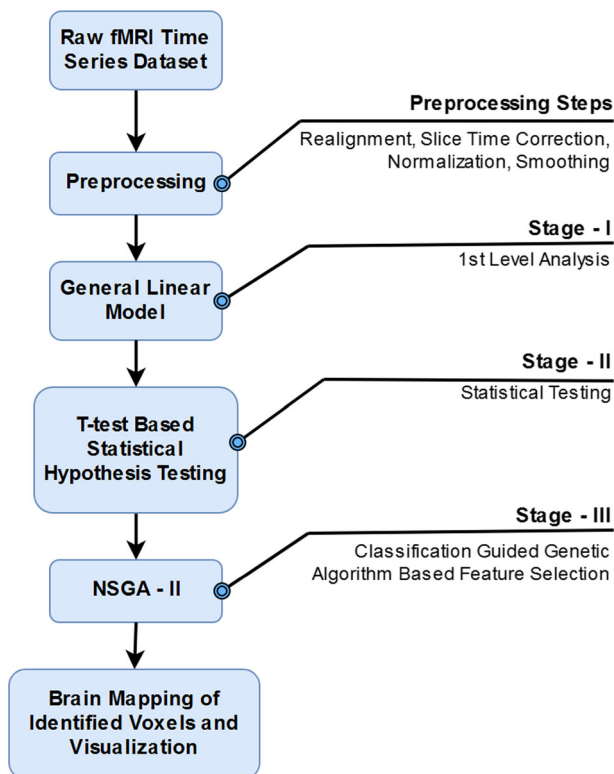 Raw fMRI Time
Series Dataset
Preprocessing Steps
Realignment, Slice Time Correction,
Normalization, Smoothing
Preprocessing
Stage - I
1st Level Analysis
General Linear
Model
Stage - II
Statistical Testing
T-test Based
Statistical
Hypothesis Testing
Stage - III
Classification Guided Genetic
Algorithm Based Feature Selection
NSGA - II
Brain Mapping of
Identified Voxels and
Visualization